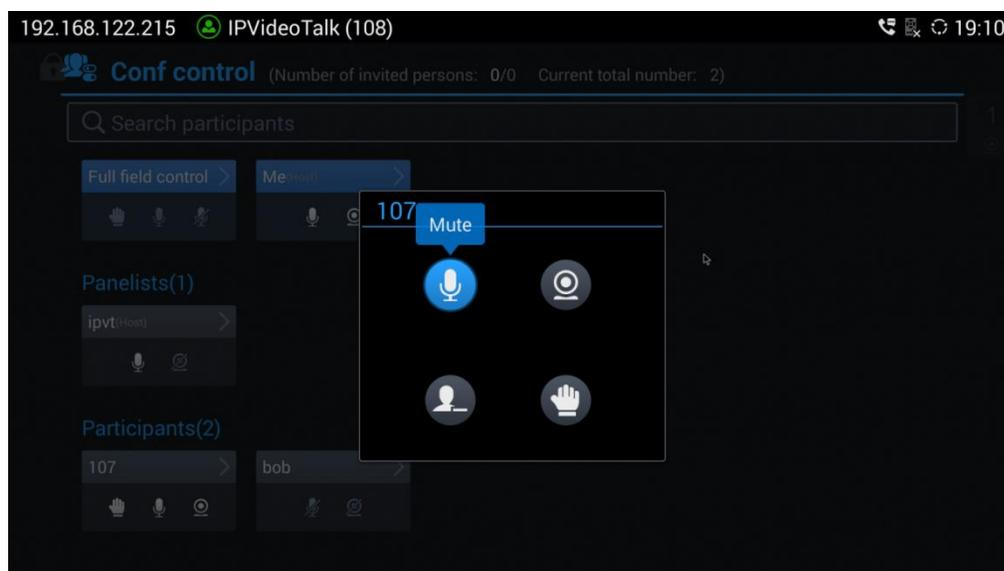 192.168.122.215 IPVideoTalk (108) 19:10
Conf control (Number of invited persons: 0/0 Current total number: 2)
Search participants
Full field control
Me(Host)
107
Mute
Panelists(1)
ipvt(Host)
Participants(2)
107
bob